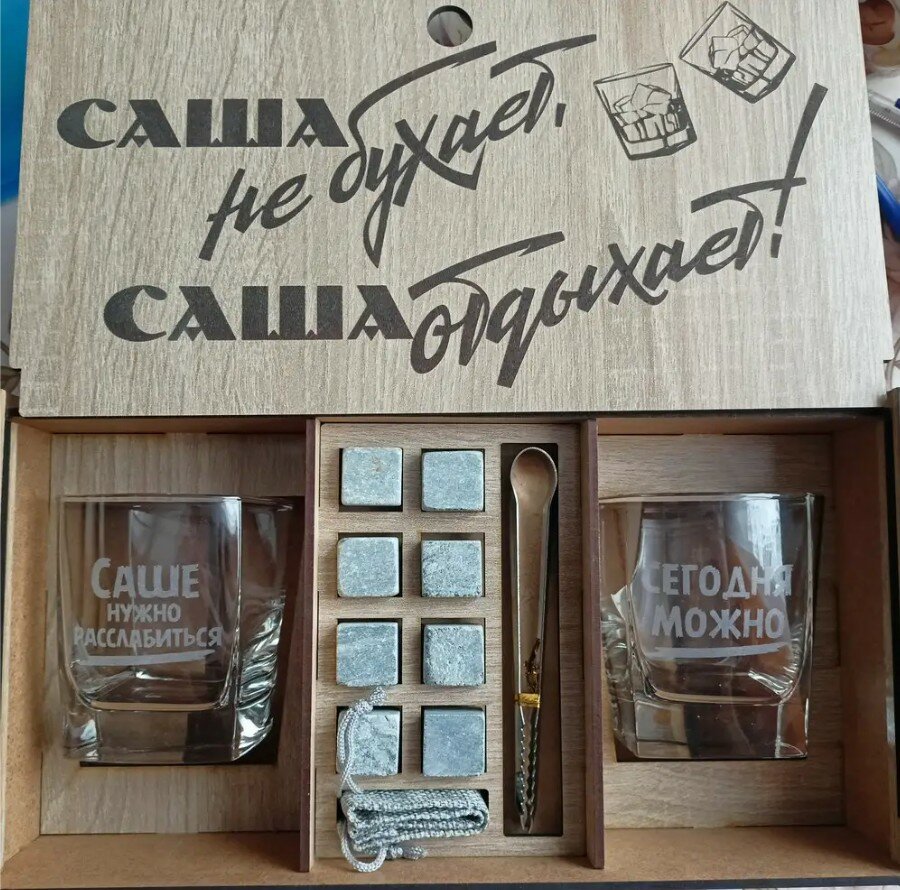 САША
не бухает,
САША отдыхает!
САШЕ
НУЖНО
РАССЛАБИТЬСЯ
СЕГОДНЯ
МОЖНО